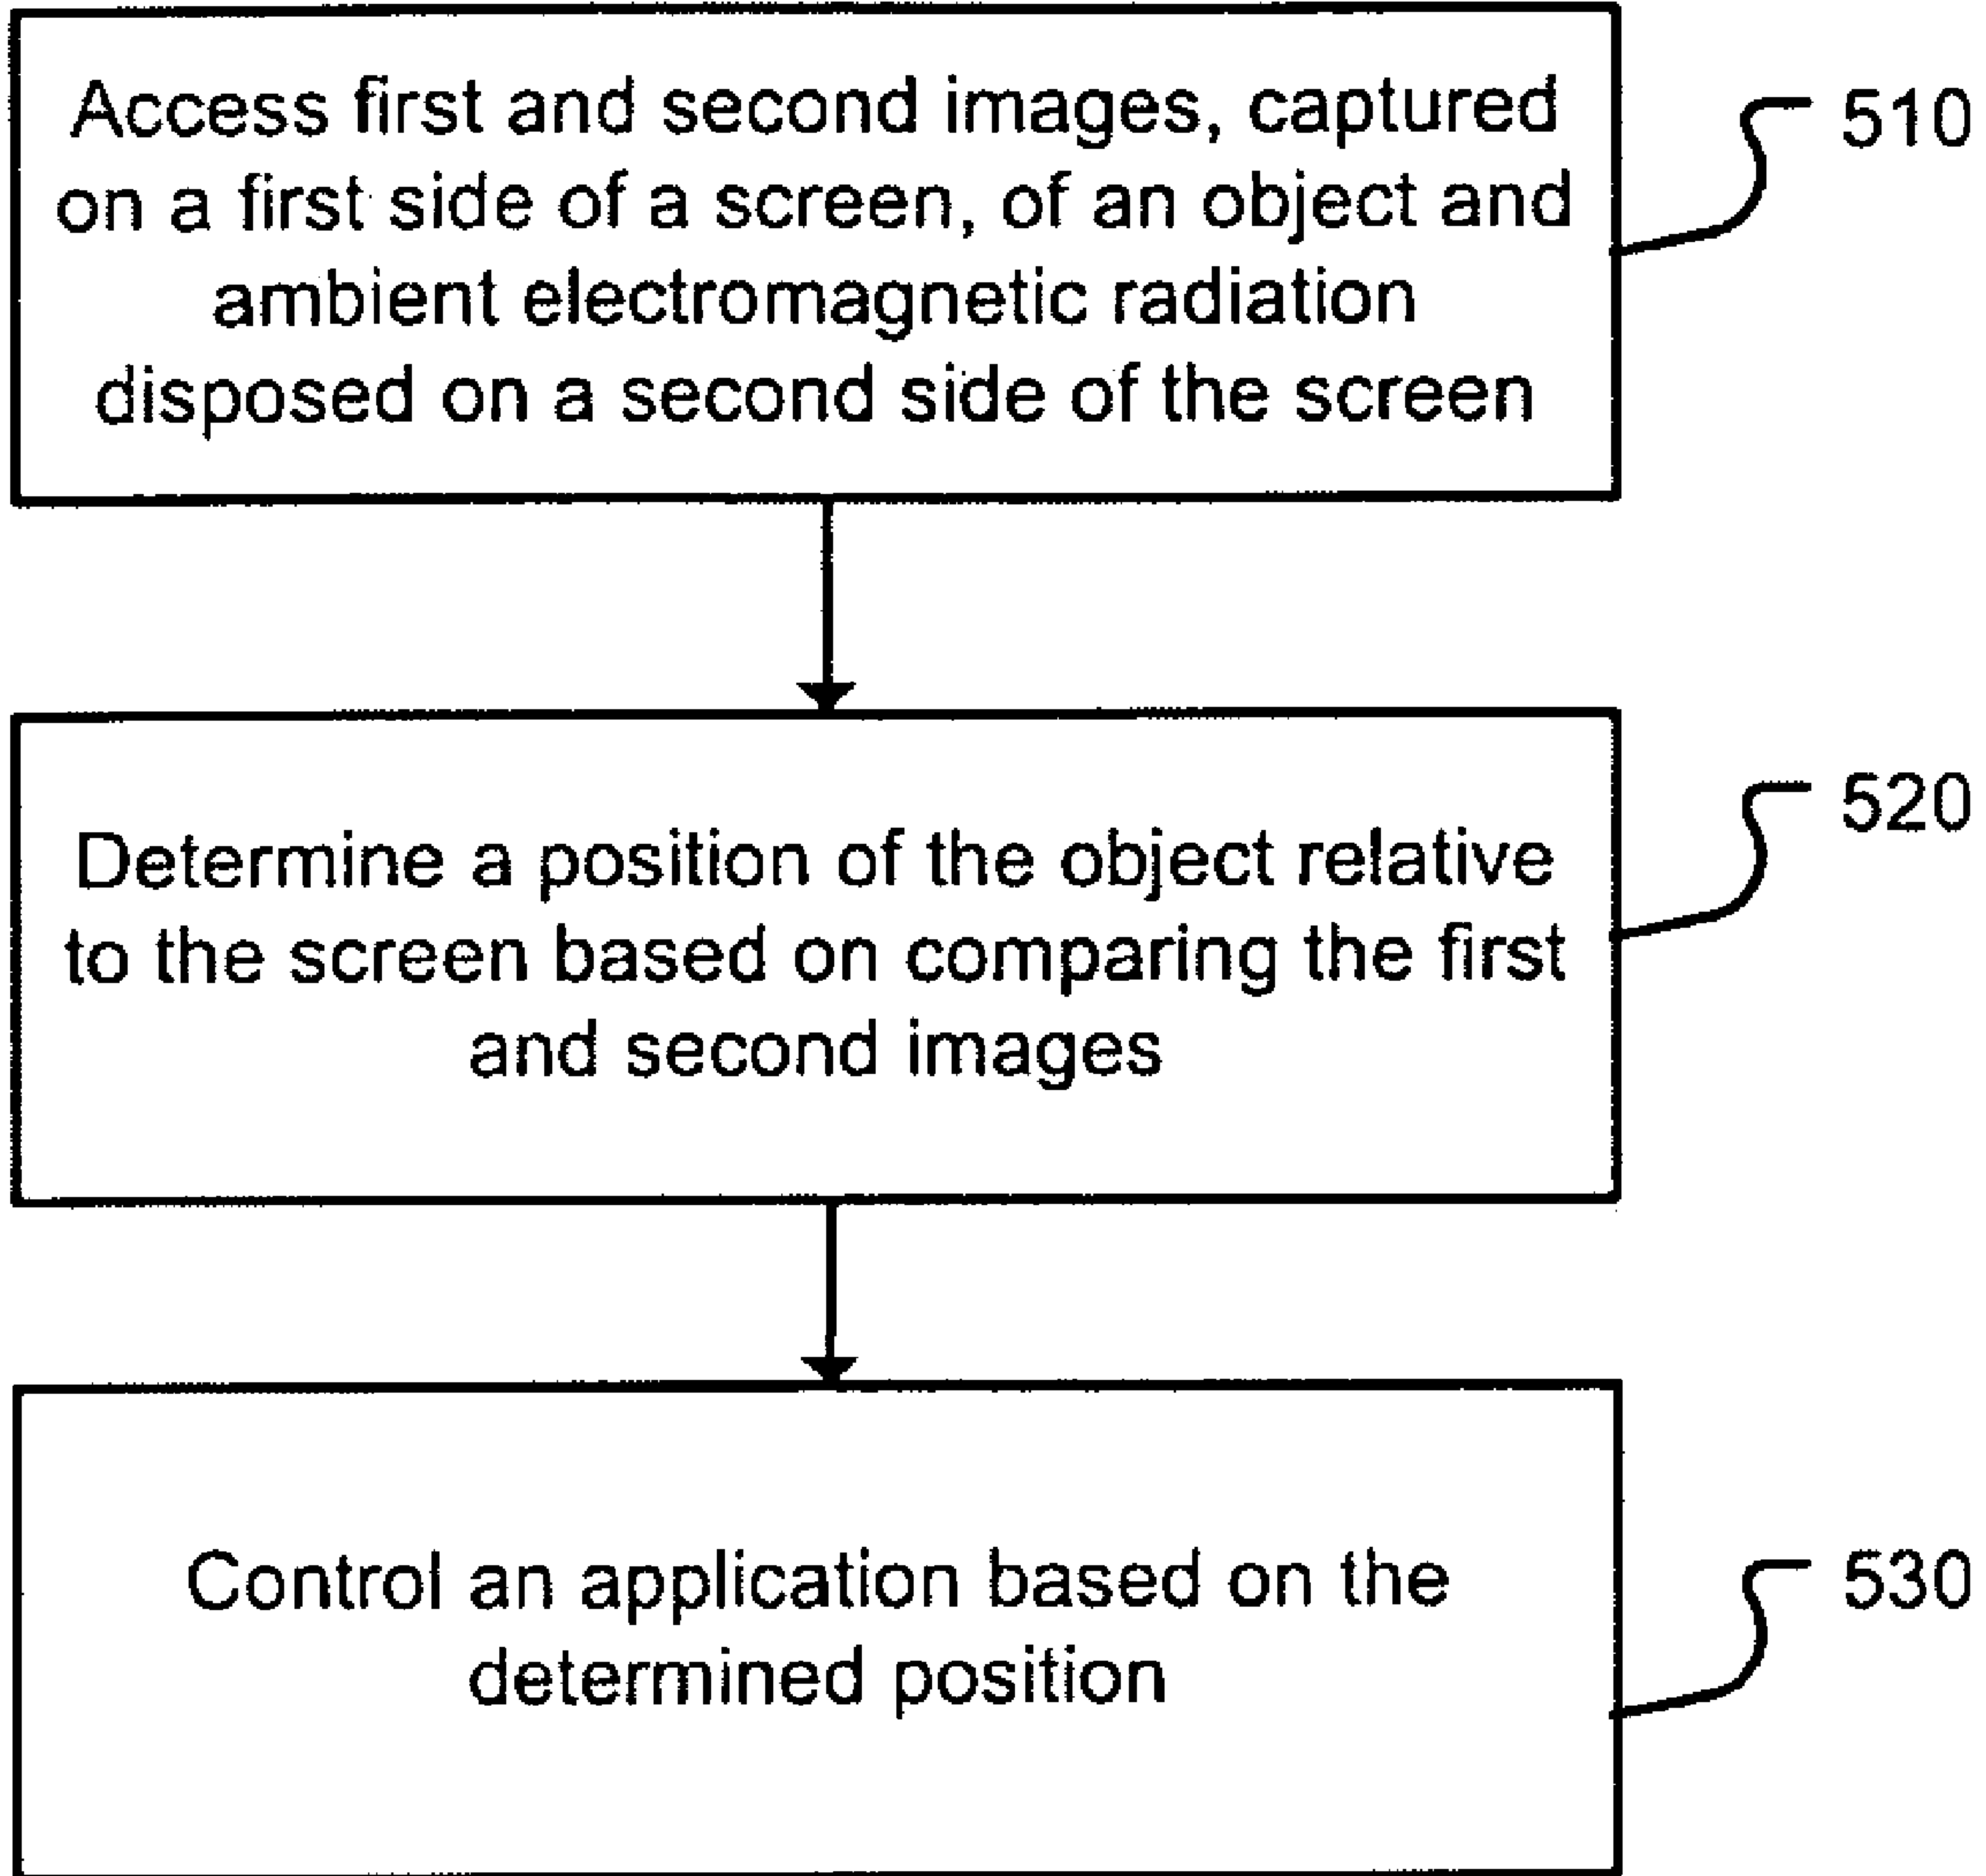 Access first and second images, captured
on a first side of a screen, of an object and
ambient electromagnetic radiation
disposed on a second side of the screen
510
Determine a position of the object relative
to the screen based on comparing the first
and second images
520
Control an application based on the
determined position
530